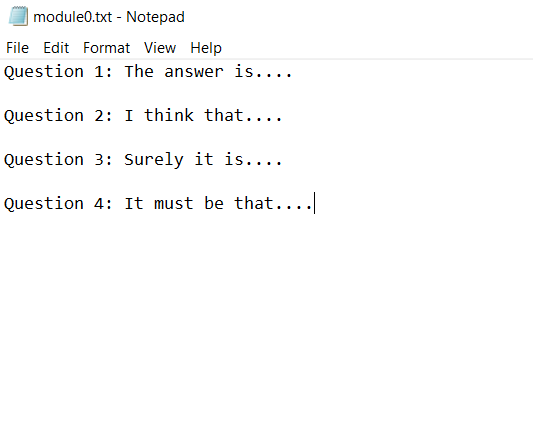 module0.txt - Notepad
File Edit Format View Help
Question 1: The answer is....
Question 2: I think that....
Question 3: Surely it is....
Question 4: It must be that....